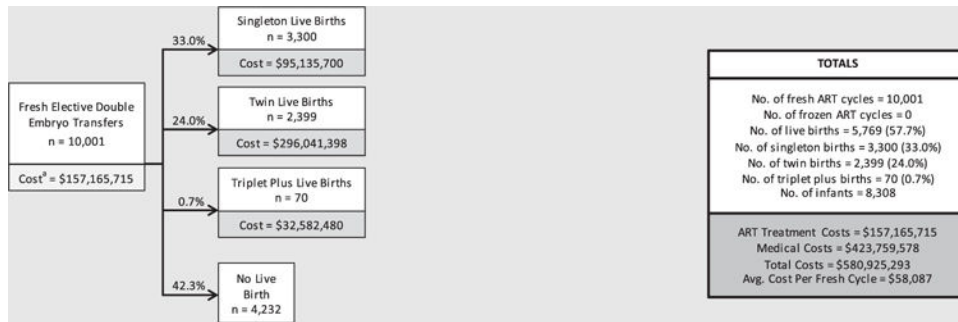 Fresh Elective Double
Embryo Transfers
n = 10,001
Costª = $157,165,715
33.0%
Singleton Live Births
n = 3,300
Cost = $95,135,700
24.0%
Twin Live Births
n = 2,399
Cost = $296,041,398
0.7%
Triplet Plus Live Births
n = 70
Cost = $32,582,480
42.3%
No Live
Birth
n = 4,232
TOTALS
No. of fresh ART cycles = 10,001
No. of frozen ART cycles = 0
No. of live births = 5,769 (57.7%)
No. of singleton births = 3,300 (33.0%)
No. of twin births = 2,399 (24.0%)
No. of triplet plus births = 70 (0.7%)
No. of infants = 8,308
ART Treatment Costs = $157,165,715
Medical Costs = $423,759,578
Total Costs = $580,925,293
Avg. Cost Per Fresh Cycle = $58,087